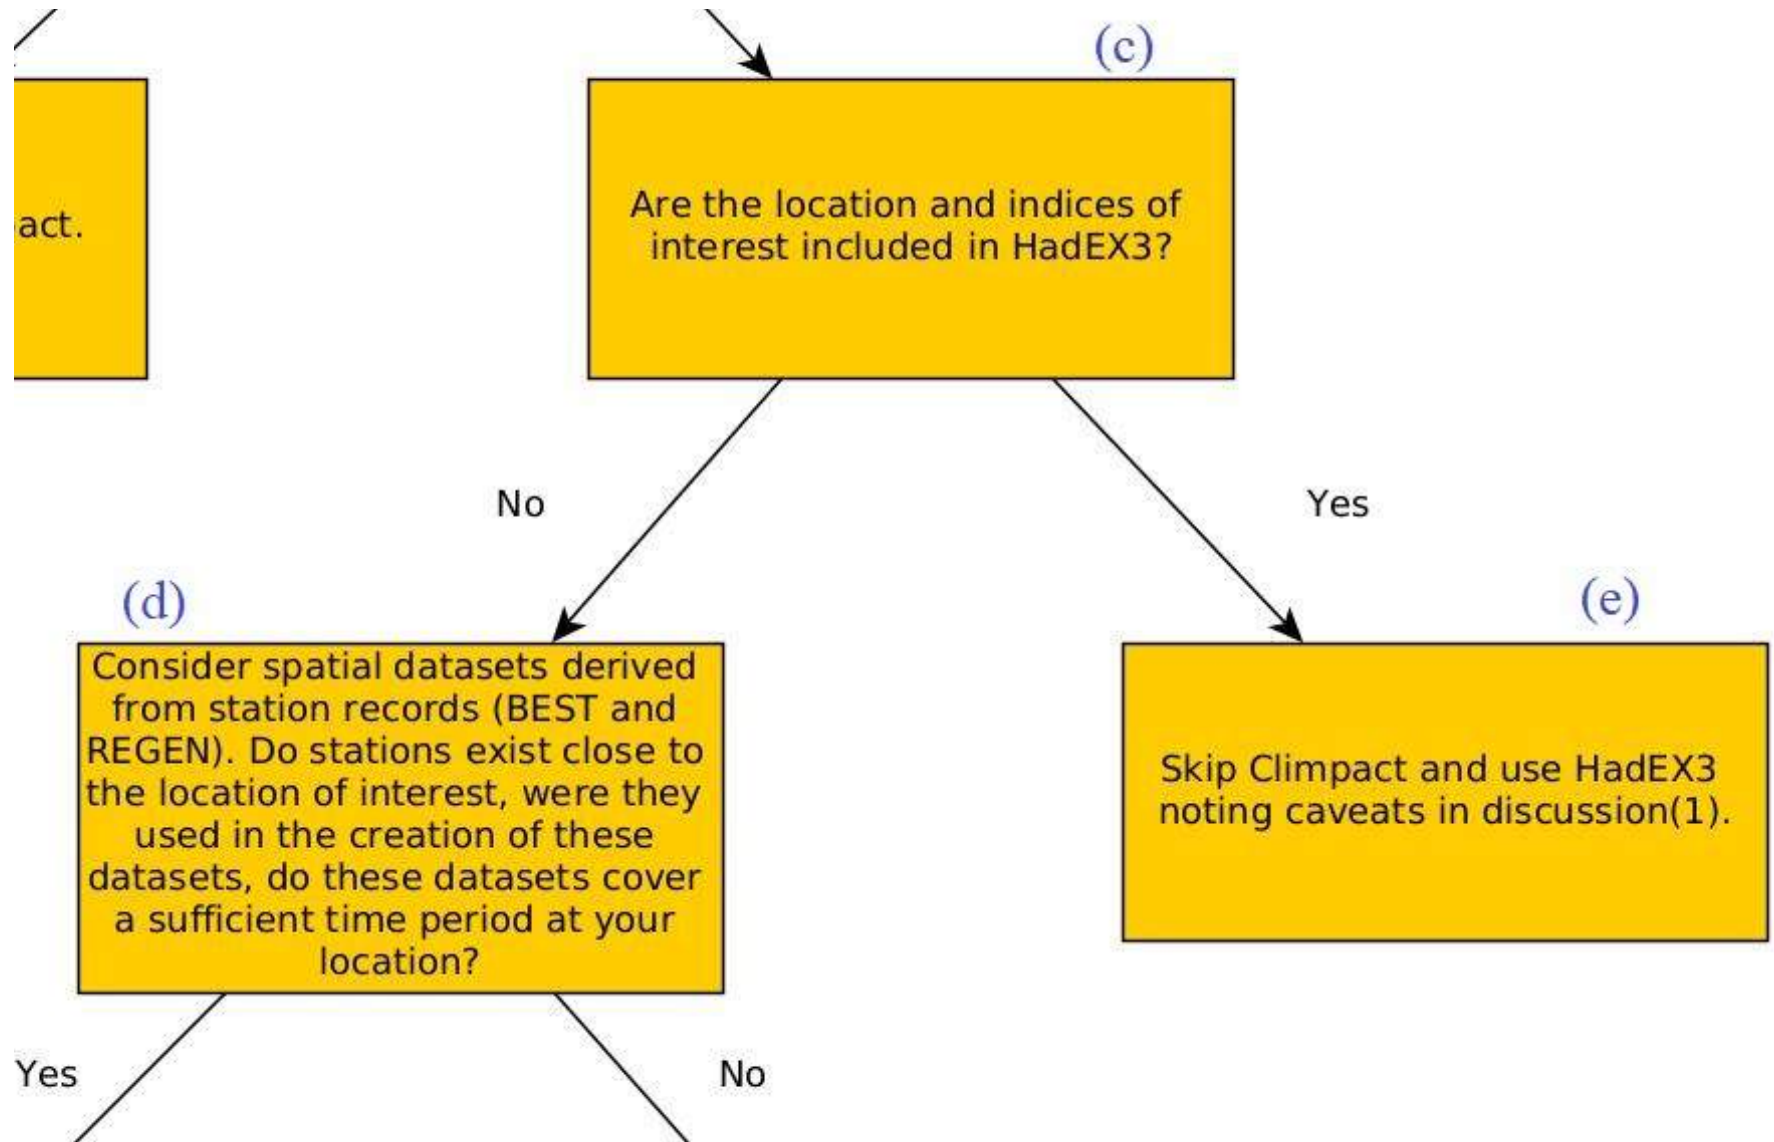 (c)
act.
Are the location and indices of
interest included in HadEX3?
No
Yes
(d)
(e)
Consider spatial datasets derived
from station records (BEST and
REGEN). Do stations exist close to
the location of interest, were they
used in the creation of these
datasets, do these datasets cover
a sufficient time period at your
location?
Skip Climpact and use HadEX3
noting caveats in discussion(1).
Yes
No